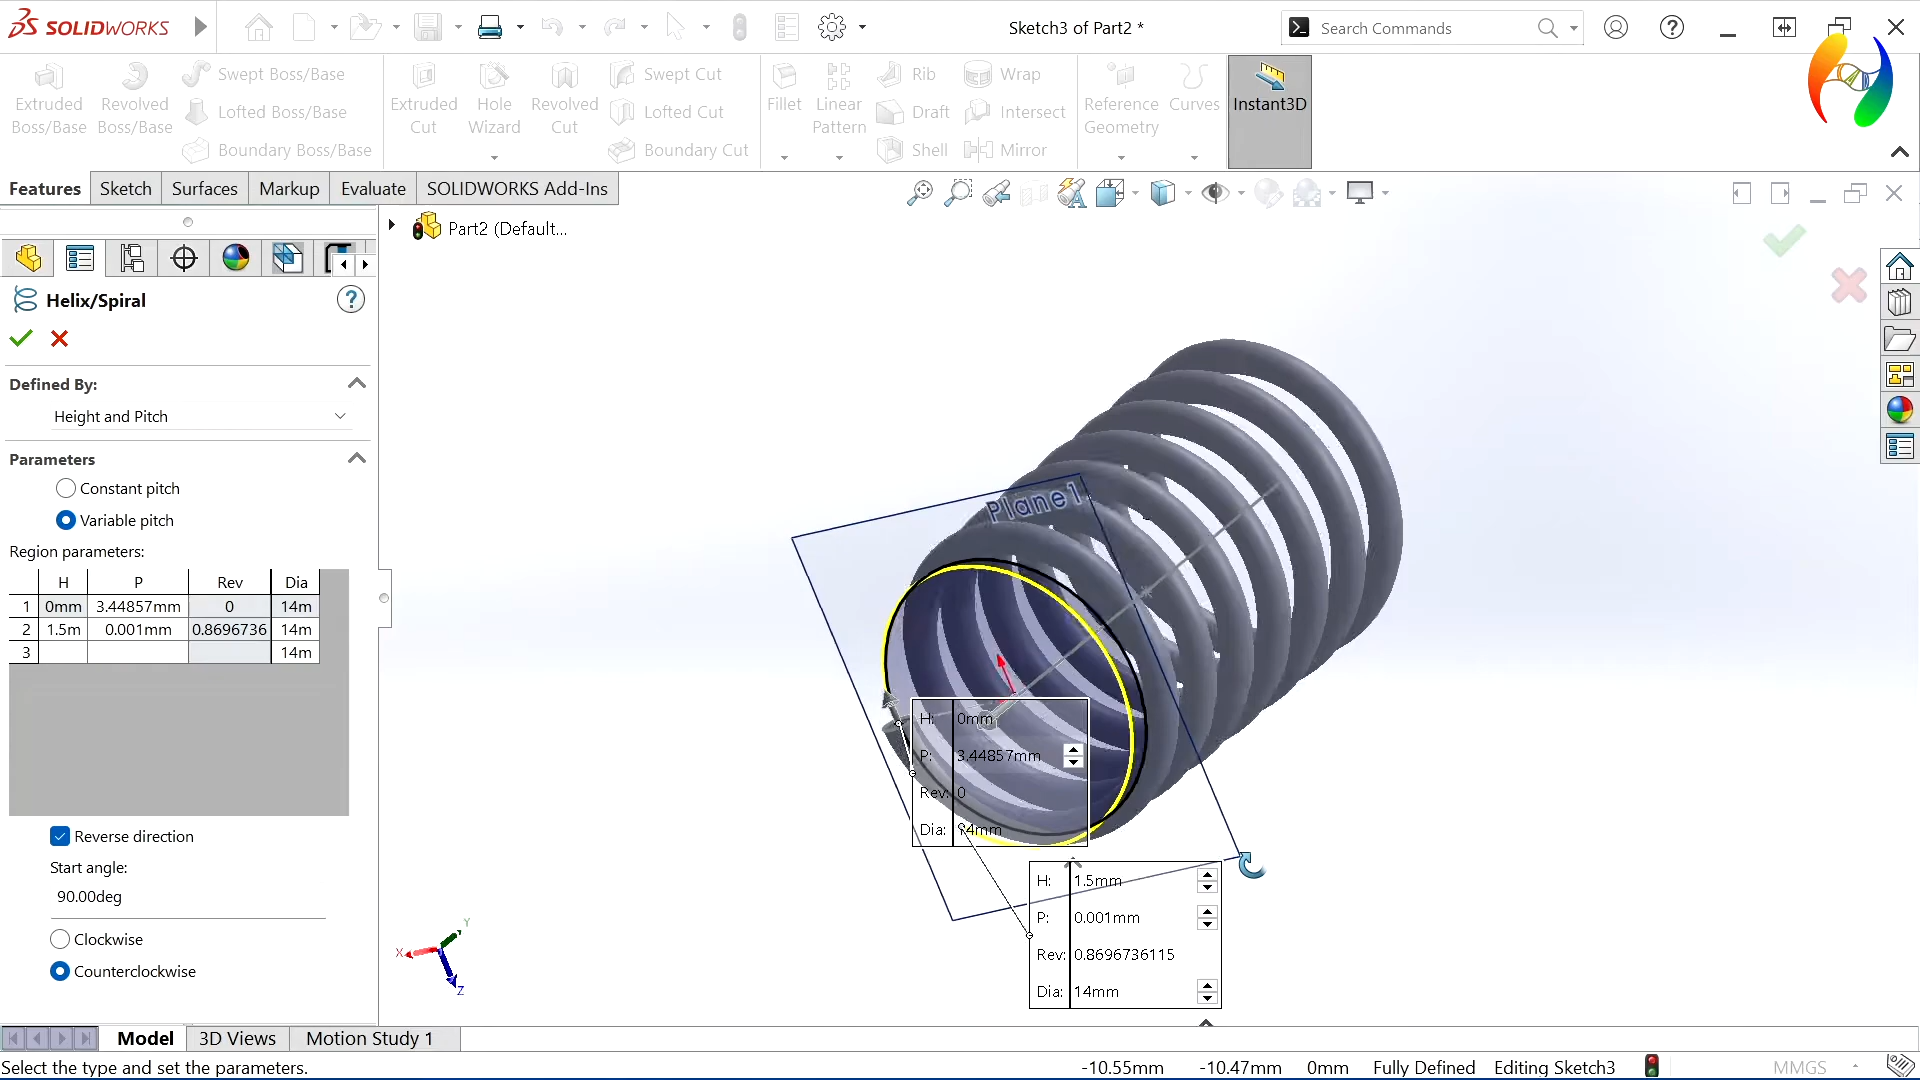 SOLIDWORKS
Sketch3 of Part2 *
Search Commands
Extruded Boss/Base
Revolved Boss/Base
Swept Boss/Base
Lofted Boss/Base
Boundary Boss/Base
Extruded Cut
Hole Wizard
Revolved Cut
Swept Cut
Lofted Cut
Boundary Cut
Fillet
Linear Pattern
Rib
Draft
Shell
Wrap
Intersect
Mirror
Reference Geometry
Curves
Instant3D
Features
Sketch
Surfaces
Markup
Evaluate
SOLIDWORKS Add-Ins
Part2 (Default...
Helix/Spiral
Defined By:
Height and Pitch
Parameters
Constant pitch
Variable pitch
Region parameters:
H P Rev Dia
1 0mm 3.44857mm 0 14m
2 1.5m 0.001mm 0.8696736 14m
3 14m
Reverse direction
Start angle:
90.00deg
Clockwise
Counterclockwise
Plane1
H: 0mm
P: 3.44857mm
Rev: 0
Dia: 14mm
H: 1.5mm
P: 0.001mm
Rev: 0.8696736115
Dia: 14mm
X
Y
Z
Model
3D Views
Motion Study 1
Select the type and set the parameters.
-10.55mm
-10.47mm
0mm
Fully Defined
Editing Sketch3
MMGS